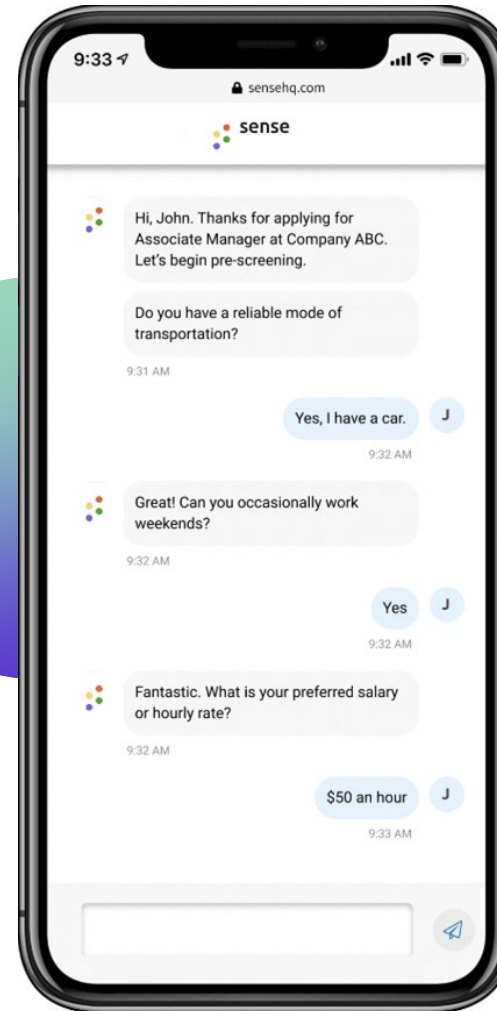 9:33
sensehq.com
sense
Hi, John. Thanks for applying for
Associate Manager at Company ABC.
Let’s begin pre-screening.
Do you have a reliable mode of
transportation?
9:31 AM
Yes, I have a car.
J
9:32 AM
Great! Can you occasionally work
weekends?
9:32 AM
Yes
J
9:32 AM
Fantastic. What is your preferred salary
or hourly rate?
9:32 AM
$50 an hour
J
9:33 AM